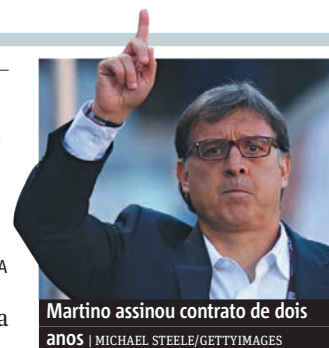 A
a
Martino assinou contrato de dois
anos | MICHAEL STEELE/GETTYIMAGES